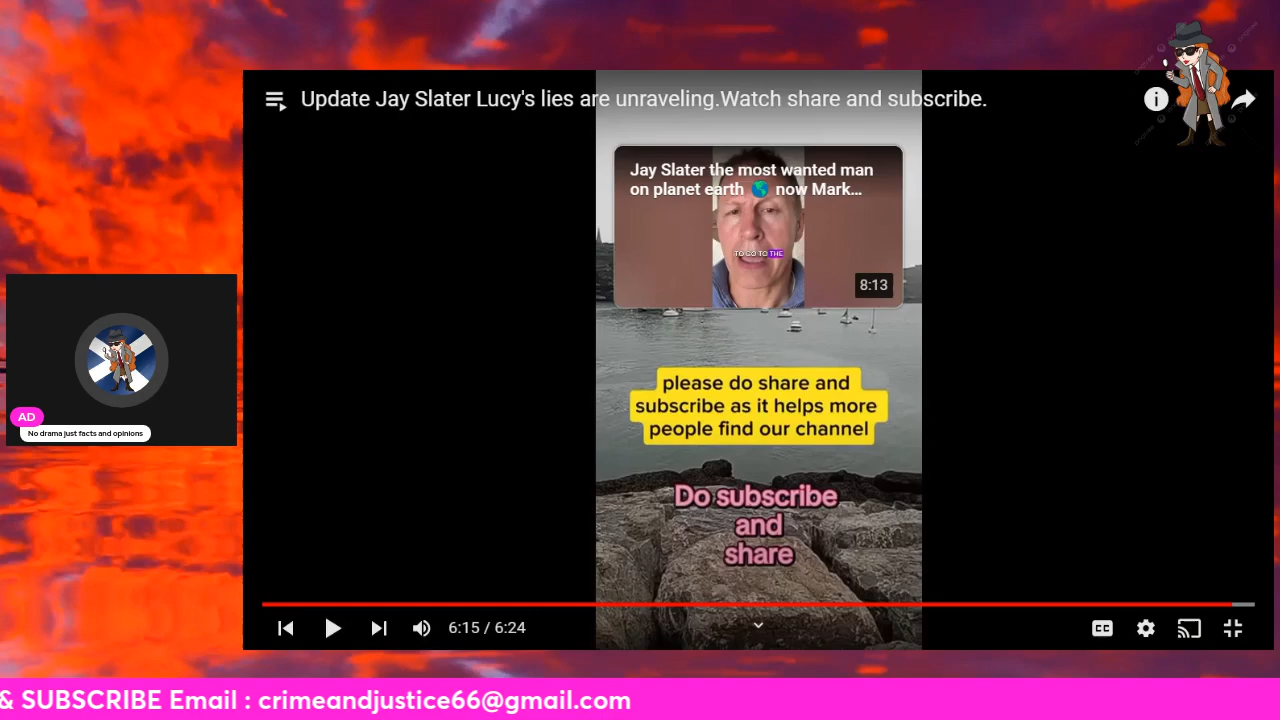 Update Jay Slater Lucy's lies are unraveling.Watch share and subscribe.
Jay Slater the most wanted man
on planet earth 🌎 now Mark...
TO GO TO THE
8:13
please do share and
subscribe as it helps more
people find our channel
Do subscribe
and
share
AD
No drama just facts and opinions
6:15 / 6:24
CC
& SUBSCRIBE Email : crimeandjustice66@gmail.com